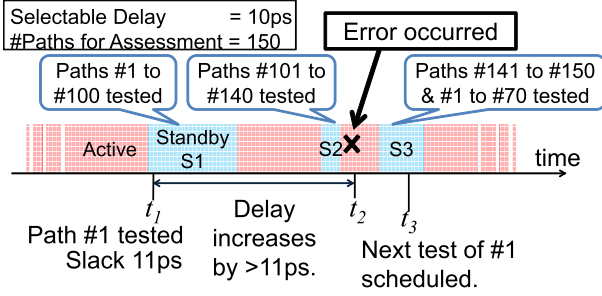 Selectable Delay = 10ps
#Paths for Assessment = 150
Error occurred
Paths #1 to
#100 tested
Paths #101 to
#140 tested
Paths #141 to #150
& #1 to #70 tested
Active
Standby
S1
S2
S3
time
t1
t2
t3
Path #1 tested
Slack 11ps
Delay
increases
by >11ps.
Next test of #1
scheduled.